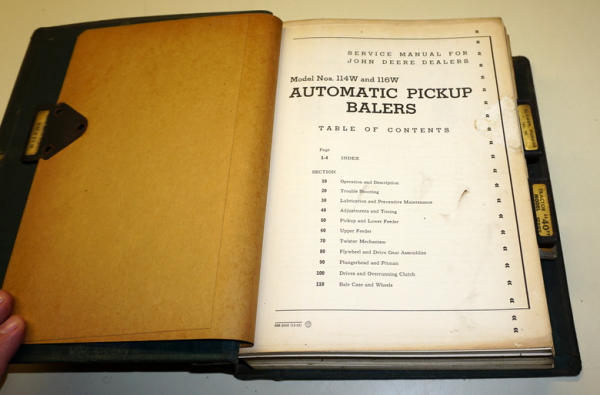 SERVICE MANUAL FOR
JOHN DEERE DEALERS
Model Nos. 114W and 116W
AUTOMATIC PICKUP
BALERS
TABLE OF CONTENTS
Page
1-4 INDEX
SECTION
10 Operation and Description
20 Trouble Shooting
30 Lubrication and Preventive Maintenance
40 Adjustments and Timing
50 Pickup and Lower Feeder
60 Upper Feeder
70 Twister Mechanism
80 Flywheel and Drive Gear Assemblies
90 Plungerhead and Pitman
100 Drives and Overrunning Clutch
110 Bale Case and Wheels
TRACTOR
"40"